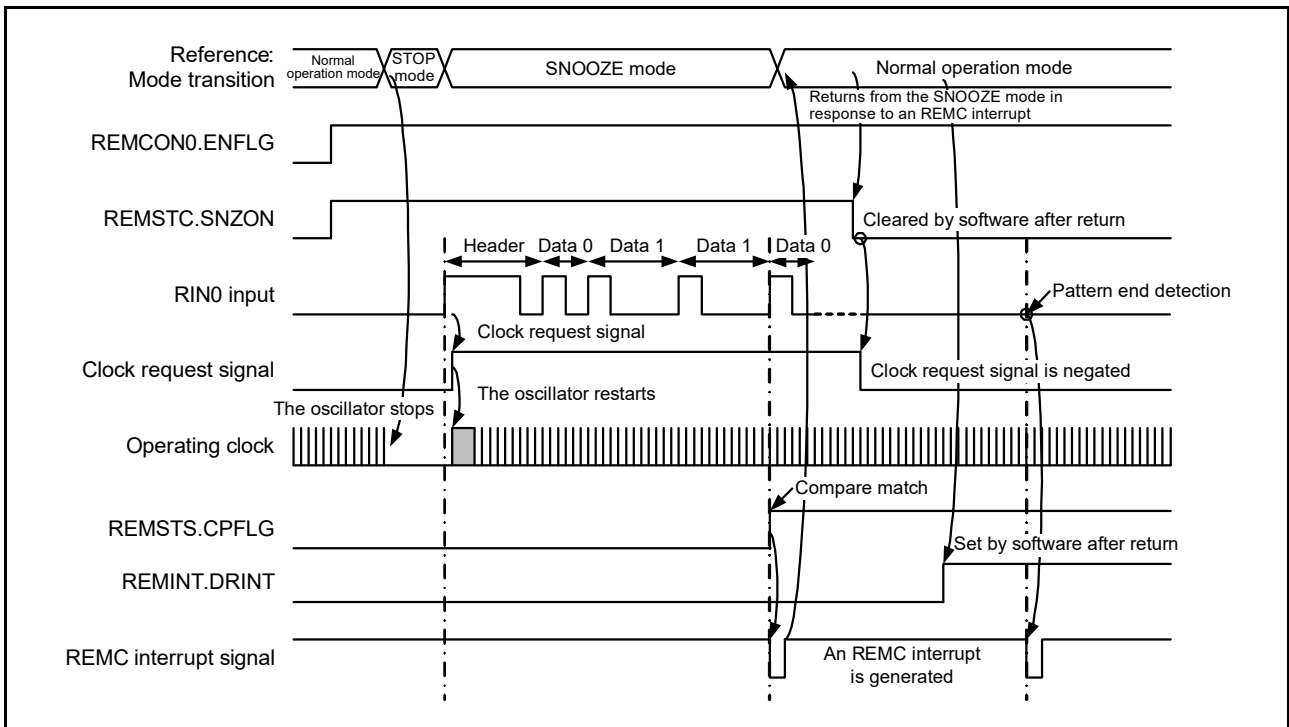 Reference:
Mode transition
Normal
operation mode
STOP
mode
SNOOZE mode
Normal operation mode
Returns from the SNOOZE mode in
response to an REMC interrupt
REMCON0.ENFLG
REMSTC.SNZON
Cleared by software after return
Header Data 0 Data 1 Data 1 Data 0
RIN0 input
Pattern end detection
Clock request signal
Clock request signal
Clock request signal is negated
The oscillator restarts
The oscillator stops
Operating clock
Compare match
REMSTS.CPFLG
Set by software after return
REMINT.DRINT
REMC interrupt signal
An REMC interrupt
is generated